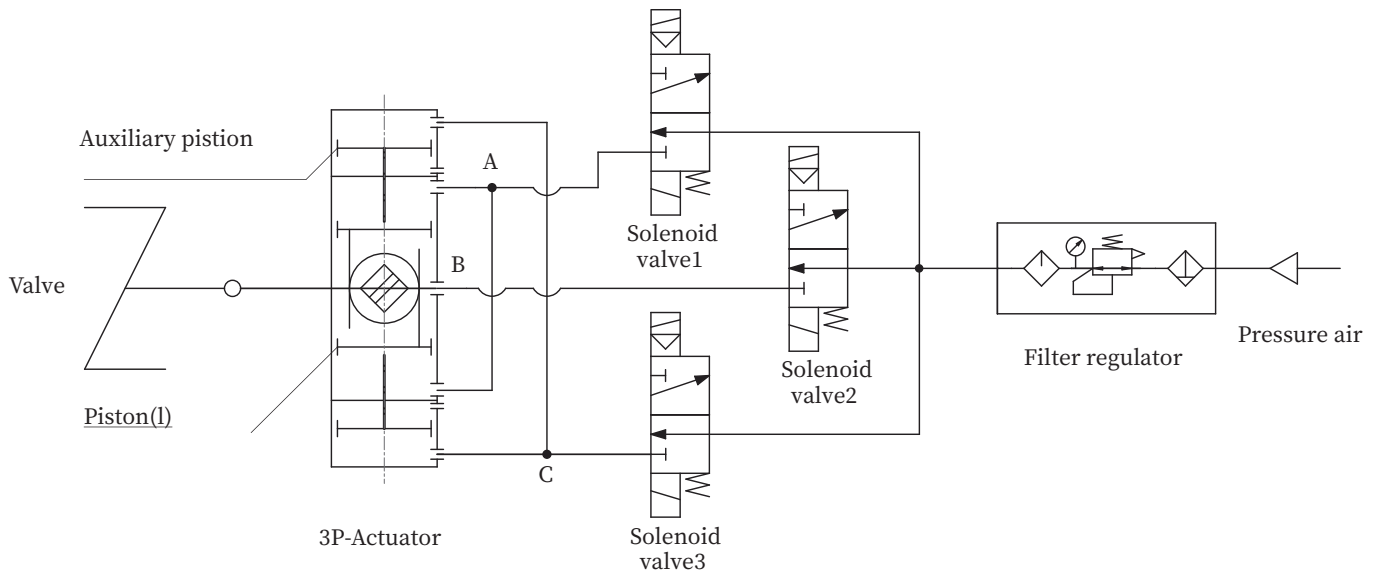 Auxiliary pistion
A
Solenoid
valve1
B
Valve
Pressure air
Filter regulator
Solenoid
valve2
Piston(l)
C
3P-Actuator
Solenoid
valve3